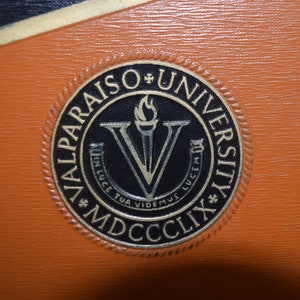 VALPARAISO UNIVERSITY
MDCCCLIX
V
IN LUCE TUA VIDEMUS LUCEM